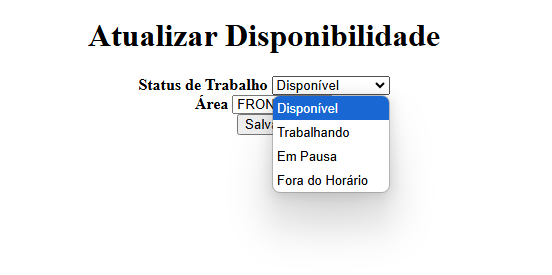 Atualizar Disponibilidade
Status de Trabalho Disponível
Área FRON
Salv
Disponível
Trabalhando
Em Pausa
Fora do Horário